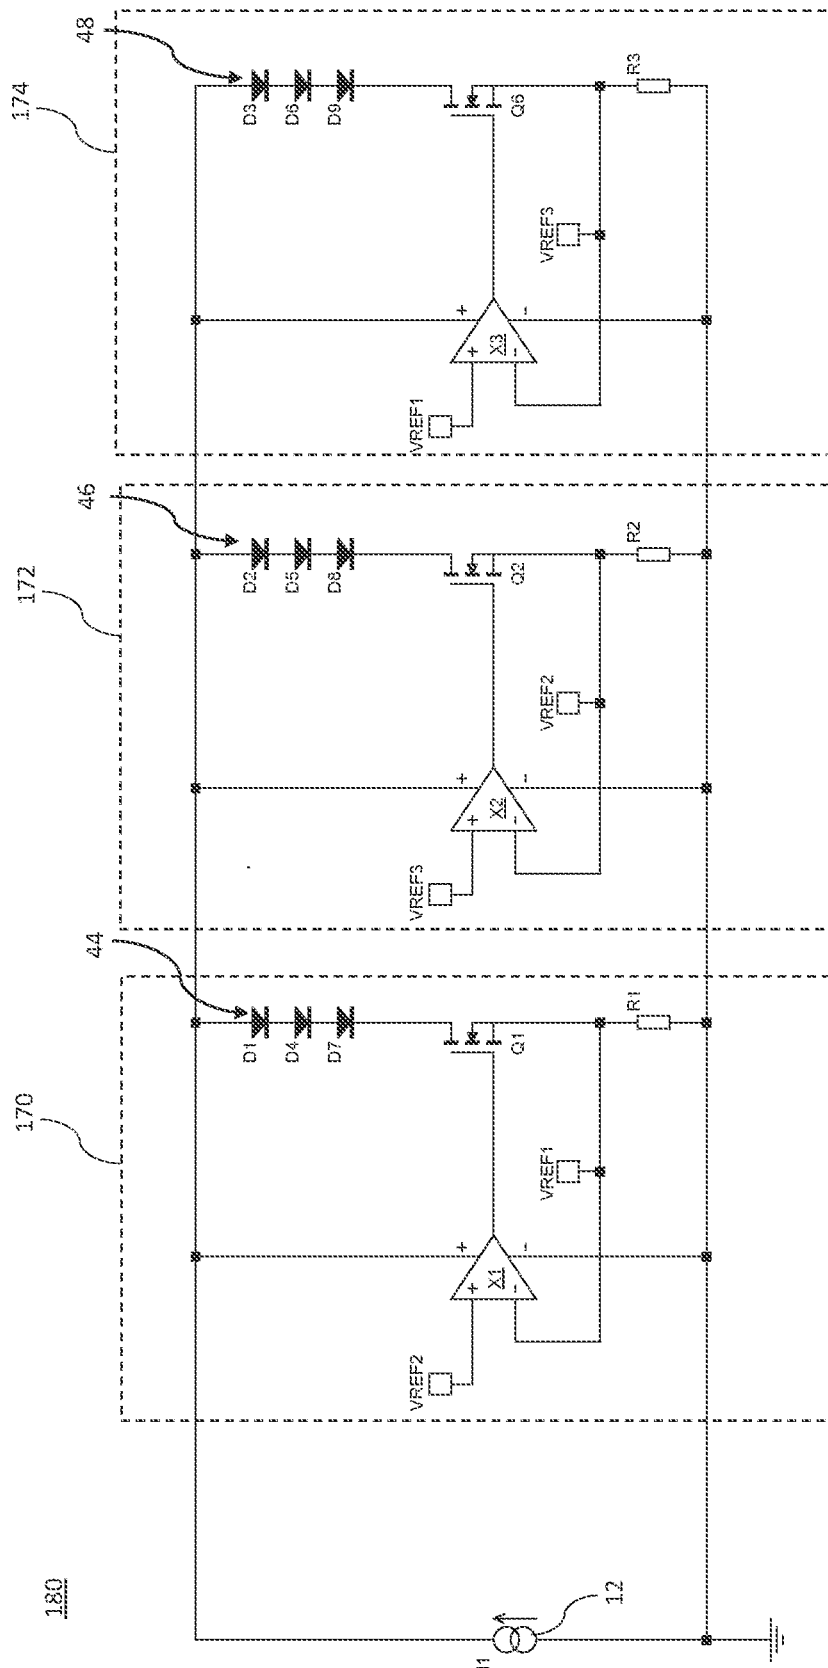 180
12
170
44
D1
D4
D7
Q1
X1
+
-
+
-
VREF2
VREF1
R1
172
46
D2
D5
D8
Q2
X2
+
-
+
-
VREF3
VREF2
R2
174
48
D3
D6
D9
Q6
X3
+
-
+
-
VREF1
VREF3
R3